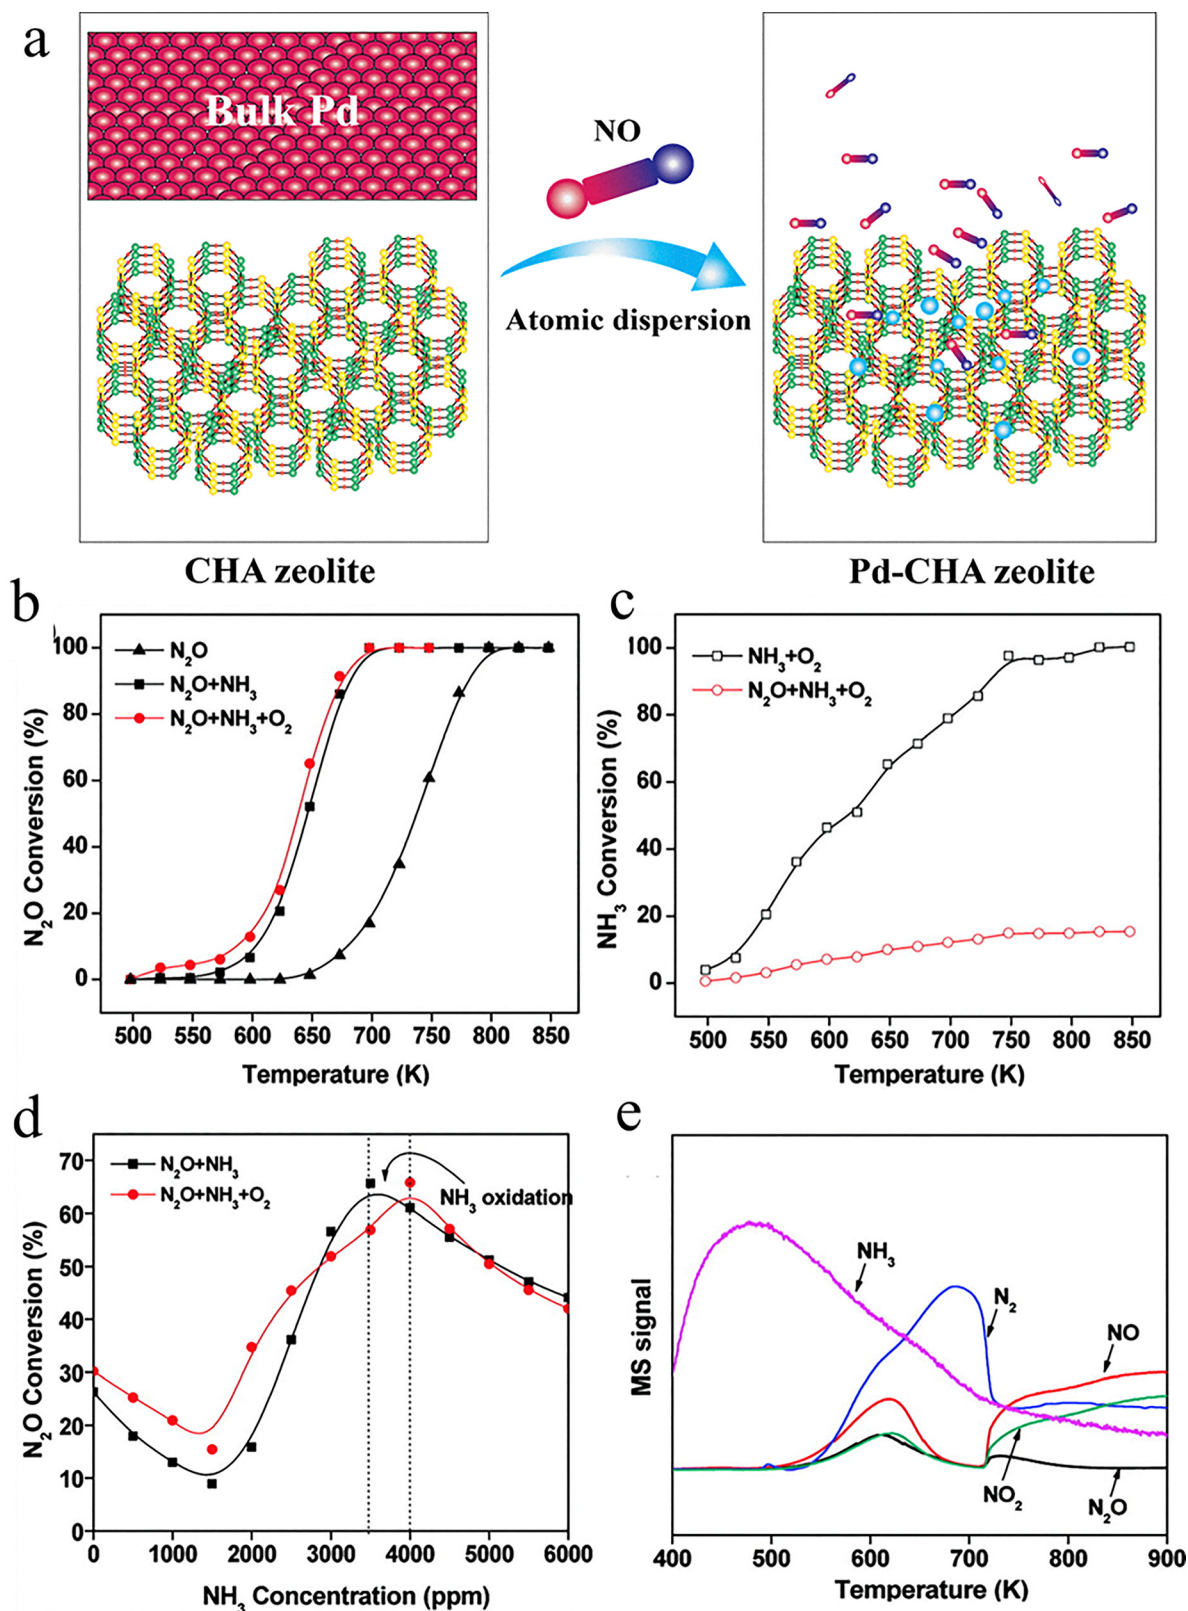 a
Bulk Pd
NO
Atomic dispersion
CHA zeolite
Pd-CHA zeolite
b
N₂O
N₂O+NH₃
N₂O+NH₃+O₂
N₂O Conversion (%)
100
80
60
40
20
0
500 550 600 650 700 750 800 850
Temperature (K)
c
NH₃+O₂
N₂O+NH₃+O₂
NH₃ Conversion (%)
100
80
60
40
20
0
500 550 600 650 700 750 800 850
Temperature (K)
d
N₂O+NH₃
N₂O+NH₃+O₂
NH₃ oxidation
N₂O Conversion (%)
70
60
50
40
30
20
10
0
0 1000 2000 3000 4000 5000 6000
NH₃ Concentration (ppm)
e
NH₃
N₂
NO
NO₂
N₂O
MS signal
400 500 600 700 800 900
Temperature (K)